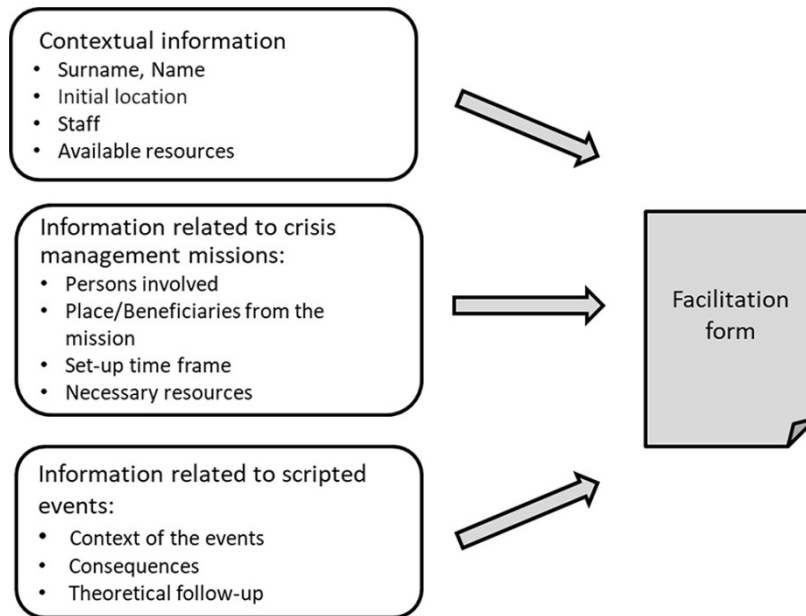 Contextual information
• Surname, Name
• Initial location
• Staff
• Available resources
Information related to crisis
management missions:
• Persons involved
• Place/Beneficiaries from the
mission
• Set-up time frame
• Necessary resources
Information related to scripted
events:
• Context of the events
• Consequences
• Theoretical follow-up
Facilitation
form